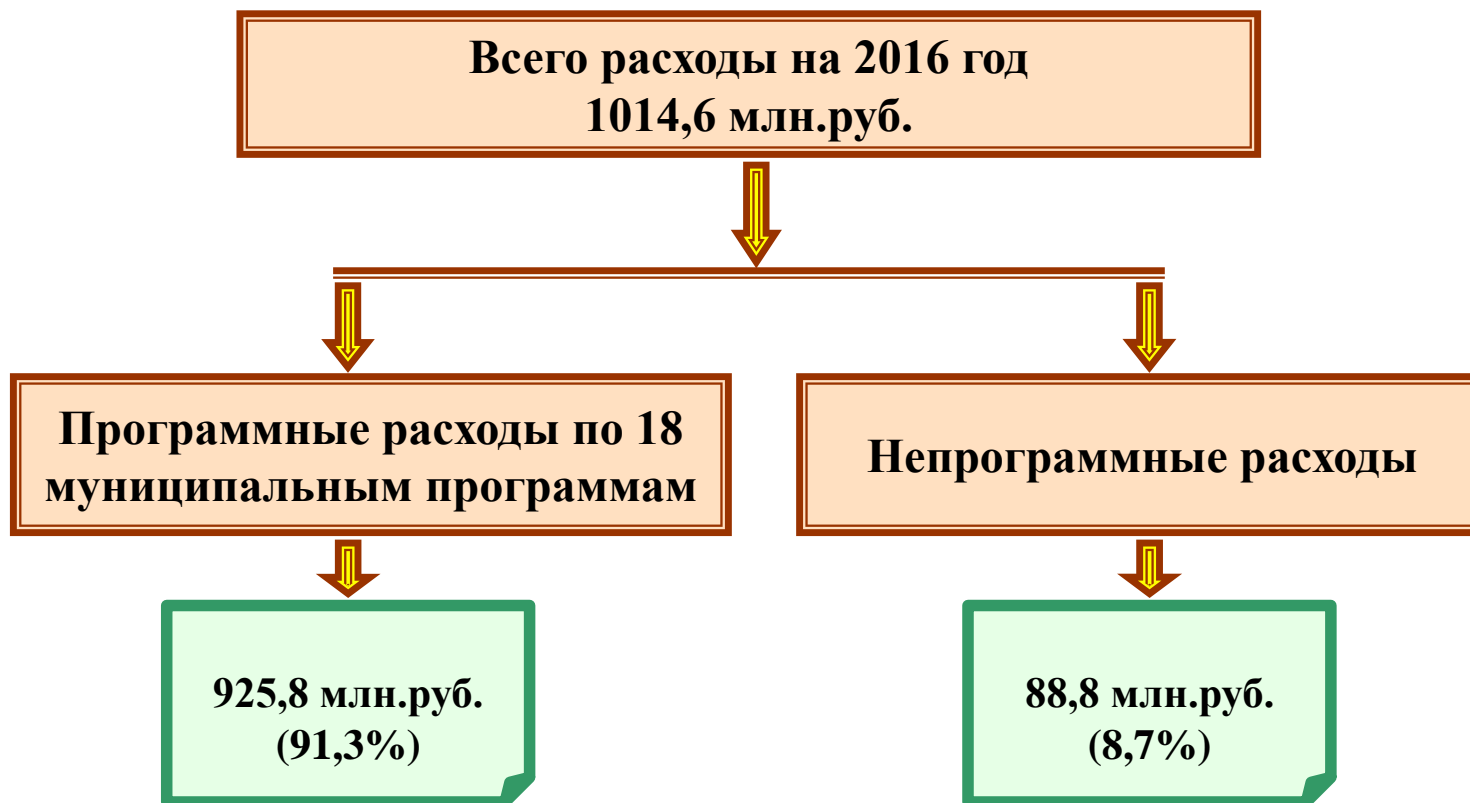 Всего расходы на 2016 год
1014,6 млн.руб.
Программные расходы по 18
муниципальным программам
Непрограммные расходы
925,8 млн.руб.
(91,3%)
88,8 млн.руб.
(8,7%)